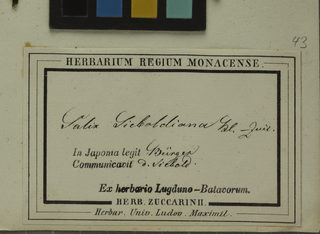 43
HERBARIUM REGIUM MONACENSE.
Salix Sieboldiana Bl.
In Japonia legit Bürger
Communicavit d. Siebold.
Ex herbario Lugduno-Batavorum.
HERB. ZUCCARINII.
Herbar. Univ. Ludov. Maximil.